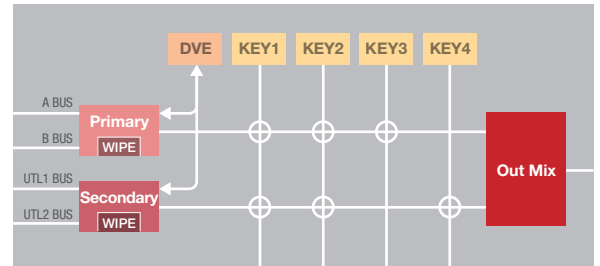 DVE KEY1 KEY2 KEY3 KEY4
A BUS
Primary
B BUS
WIPE
Out Mix
UTL1 BUS
Secondary
UTL2 BUS
WIPE